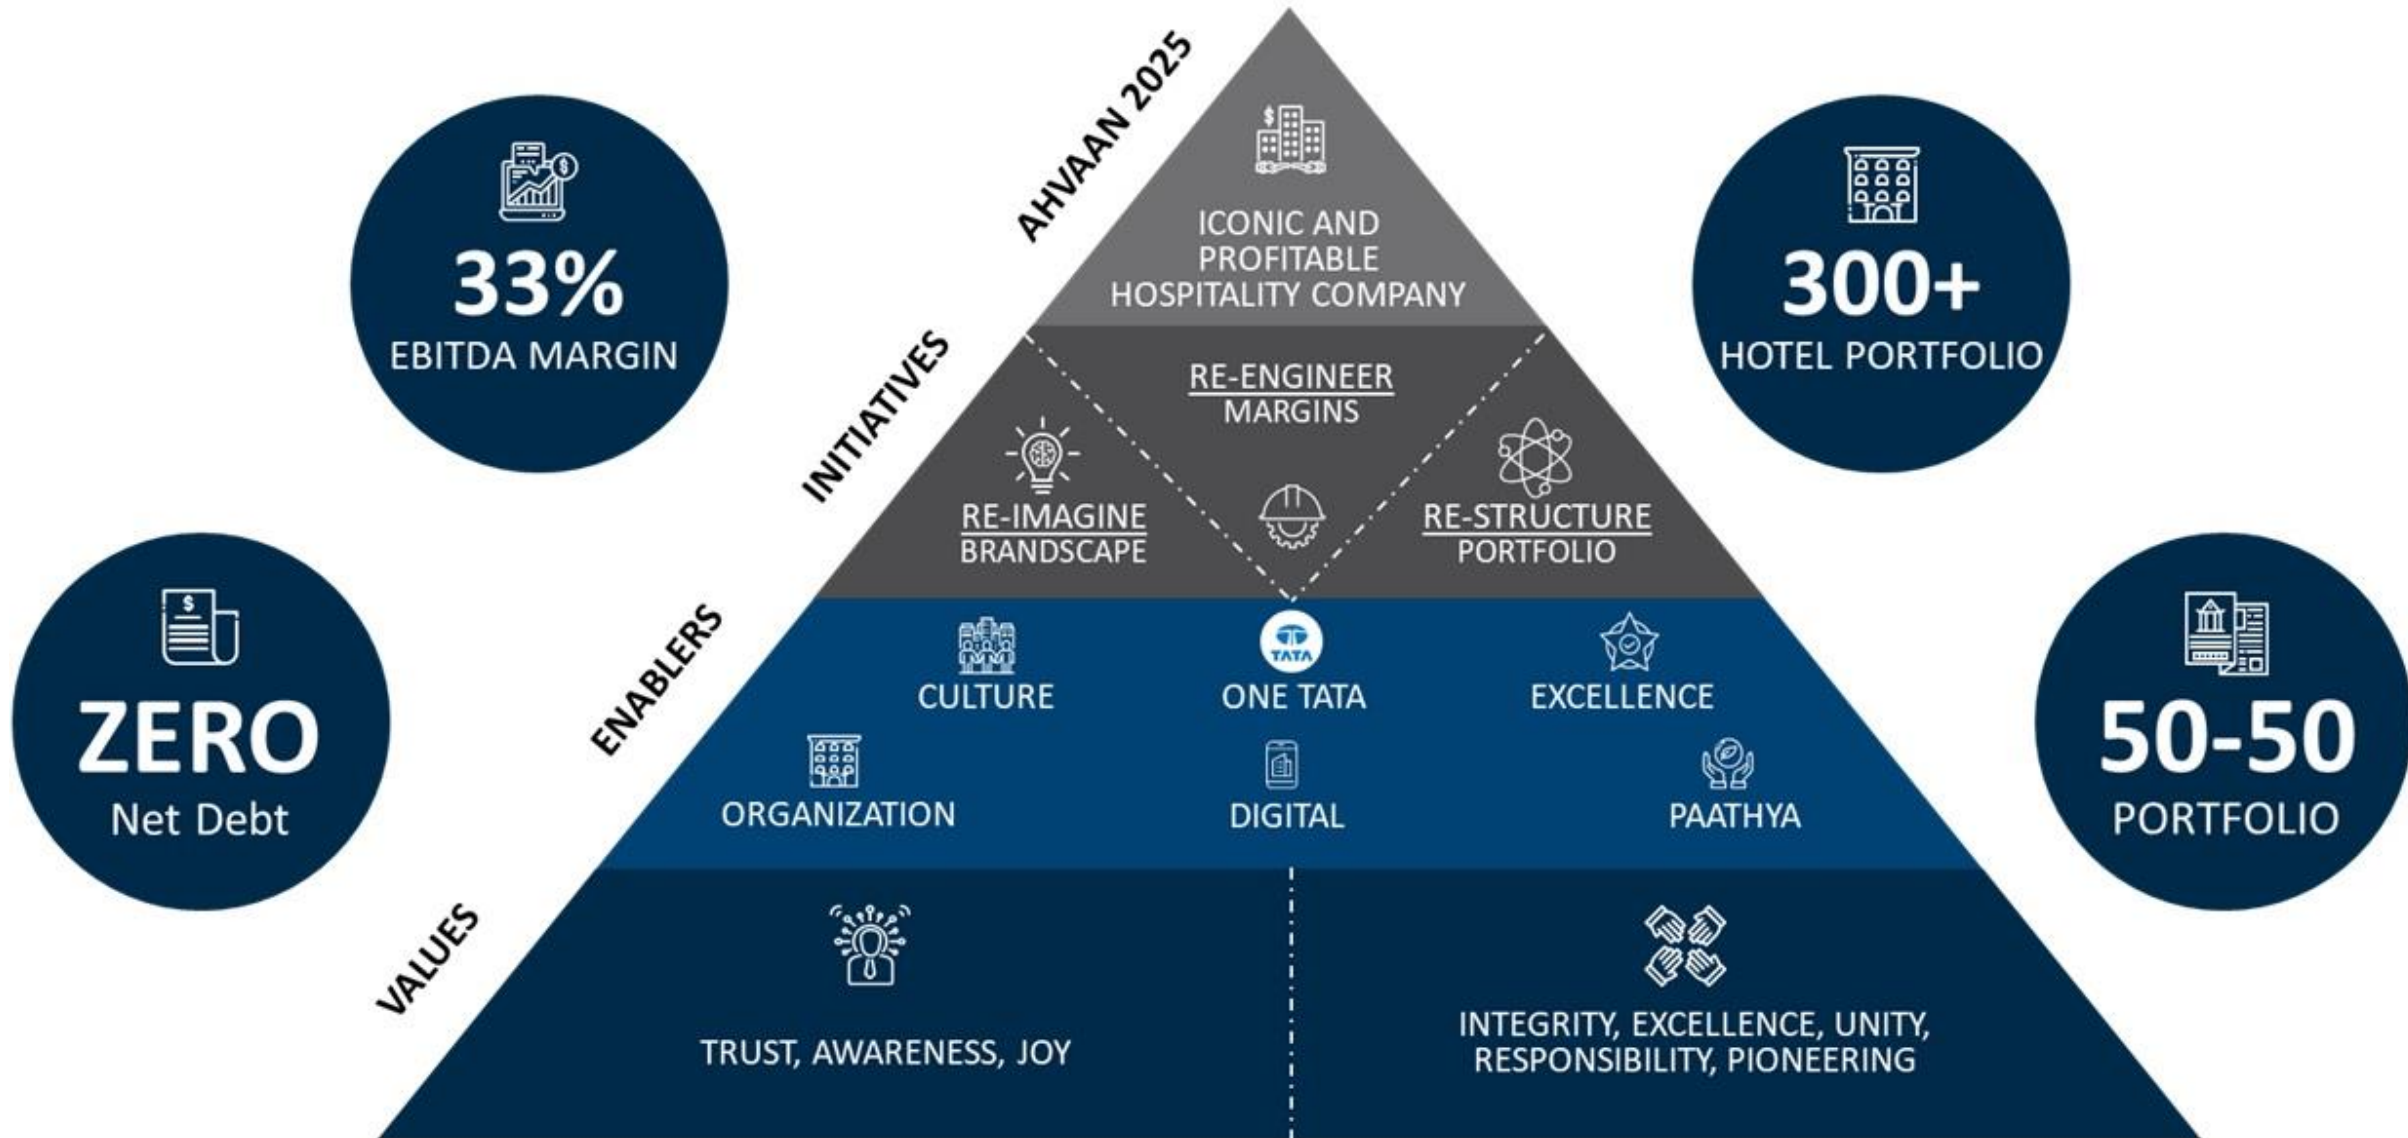 AHVAAN 2025
ICONIC AND
PROFITABLE
HOSPITALITY COMPANY
33%
EBITDA MARGIN
300+
HOTEL PORTFOLIO
INITIATIVES
RE-ENGINEER
MARGINS
RE-IMAGINE
BRANDSCAPE
RE-STRUCTURE
PORTFOLIO
ZERO
Net Debt
50-50
PORTFOLIO
ENABLERS
TATA
CULTURE
ONE TATA
EXCELLENCE
ORGANIZATION
DIGITAL
PAATHYA
VALUES
TRUST, AWARENESS, JOY
INTEGRITY, EXCELLENCE, UNITY,
RESPONSIBILITY, PIONEERING